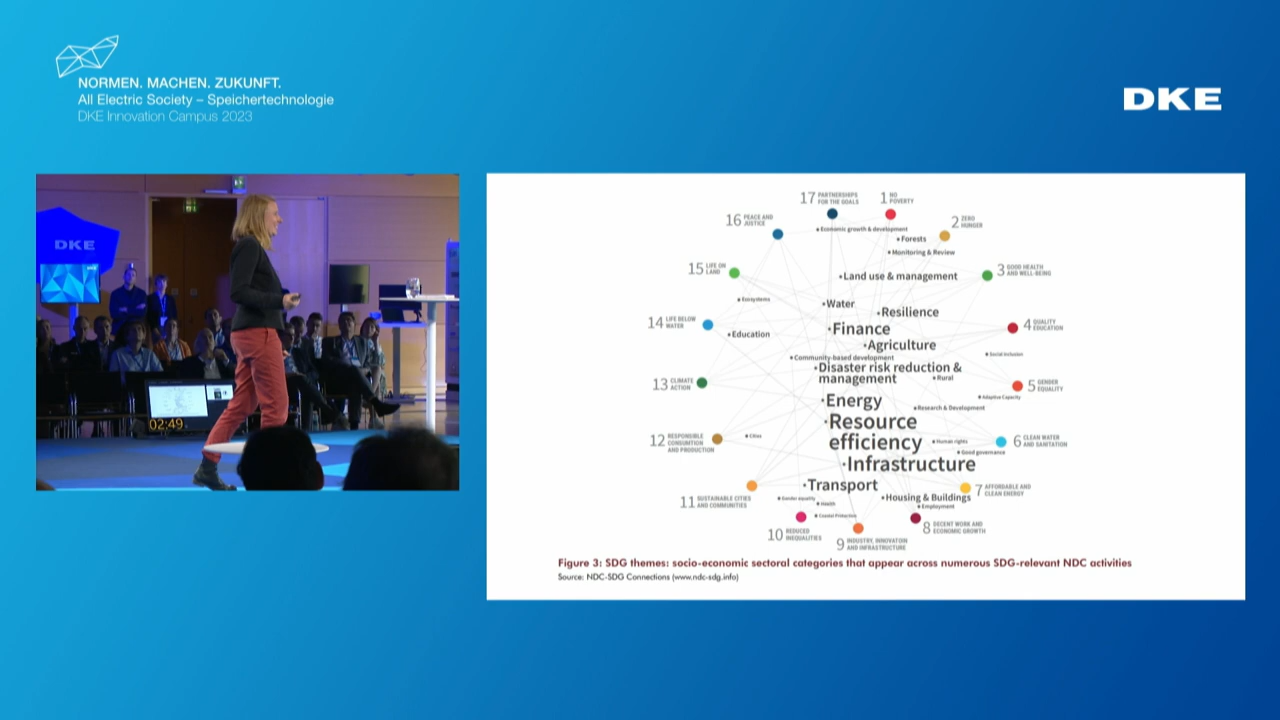 NORMEN. MACHEN. ZUKUNFT.
All Electric Society – Speichertechnologie
DKE Innovation Campus 2023
DKE
DKE
02:49
17 PARTNERSHIPS
FOR THE GOALS
1 NO
POVERTY
16 PEACE AND
JUSTICE
2 ZERO
HUNGER
•Economic growth & development
•Forests
•Monitoring & Review
15 LIFE ON
LAND
•Land use & management
3 GOOD HEALTH
AND WELL-BEING
•Ecosystems
•Water
•Resilience
14 LIFE BELOW
WATER
•Education
•Finance
4 QUALITY
EDUCATION
•Agriculture
•Community-based development
•Social inclusion
•Disaster risk reduction &
management
•Rural
13 CLIMATE
ACTION
5 GENDER
EQUALITY
•Energy
•Adaptive Capacity
•Research & Development
•Resource
efficiency
12 RESPONSIBLE
CONSUMTION
AND PRODUCTION
•Cities
•Human rights
6 CLEAN WATER
AND SANITATION
•Good governance
•Infrastructure
•Transport
7 AFFORDABLE AND
CLEAN ENERGY
11 SUSTAINABLE CITIES
AND COMMUNITIES
•Gender equality
•Health
•Housing & Buildings
•Employment
•Coastal Protection
10 REDUCED
INEQUALITIES
9 INDUSTRY, INNOVATION
AND INFRASTRUCTURE
8 DECENT WORK AND
ECONOMIC GROWTH
Figure 3: SDG themes: socio-economic sectoral categories that appear across numerous SDG-relevant NDC activities
Source: NDC-SDG Connections (www.ndc-sdg.info)